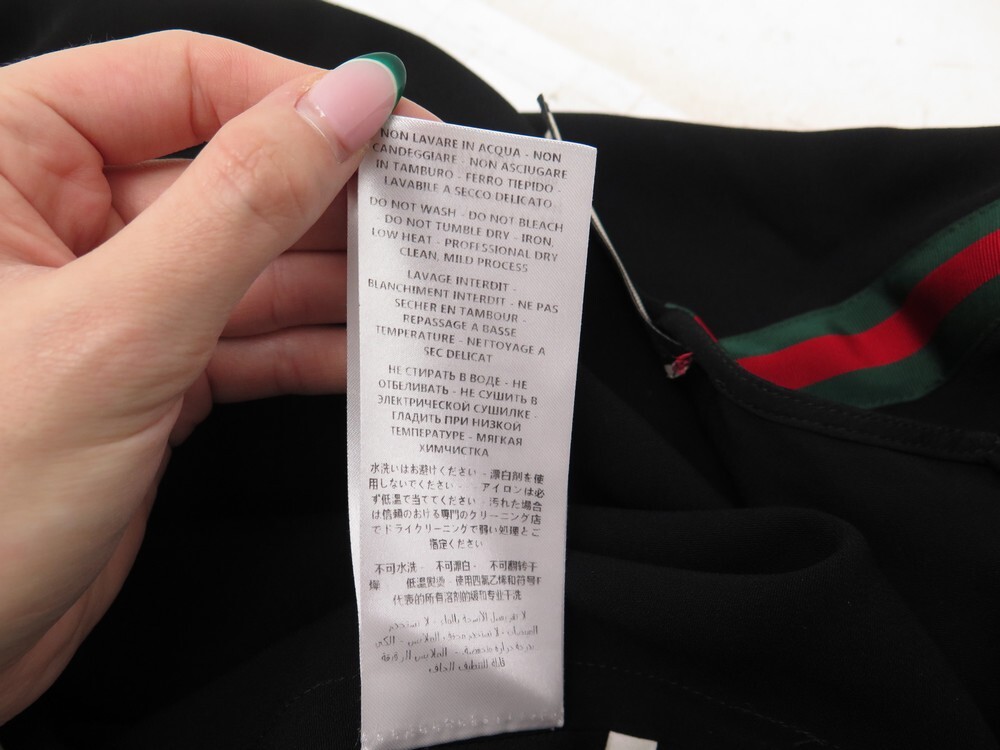 NON LAVARE IN ACQUA - NON
CANDEGGIARE - NON ASCIUGARE
IN TAMBURO - FERRO TIEPIDO -
LAVABILE A SECCO DELICATO
DO NOT WASH - DO NOT BLEACH
- DO NOT TUMBLE DRY - IRON,
LOW HEAT - PROFESSIONAL DRY
CLEAN, MILD PROCESS
LAVAGE INTERDIT -
BLANCHIMENT INTERDIT - NE PAS
SECHER EN TAMBOUR -
REPASSAGE A BASSE
TEMPERATURE - NETTOYAGE A
SEC DELICAT
НЕ СТИРАТЬ В ВОДЕ - НЕ
ОТБЕЛИВАТЬ - НЕ СУШИТЬ В
ЭЛЕКТРИЧЕСКОЙ СУШИЛКЕ -
ГЛАДИТЬ ПРИ НИЗКОЙ
ТЕМПЕРАТУРЕ - МЯГКАЯ
ХИМЧИСТКА
水洗いはお避けください - 漂白剤を使
用しないでください - アイロンは必
ず低温で当ててください - 汚れた場合
は信頼のおける専門のクリーニング店
でドライクリーニングで弱い処理とご
指定ください
不可水洗 - 不可漂白 - 不可翻转干
燥 - 低温熨烫 - 使用四氯乙烯和符号F
代表的所有溶剂的缓和专业干洗